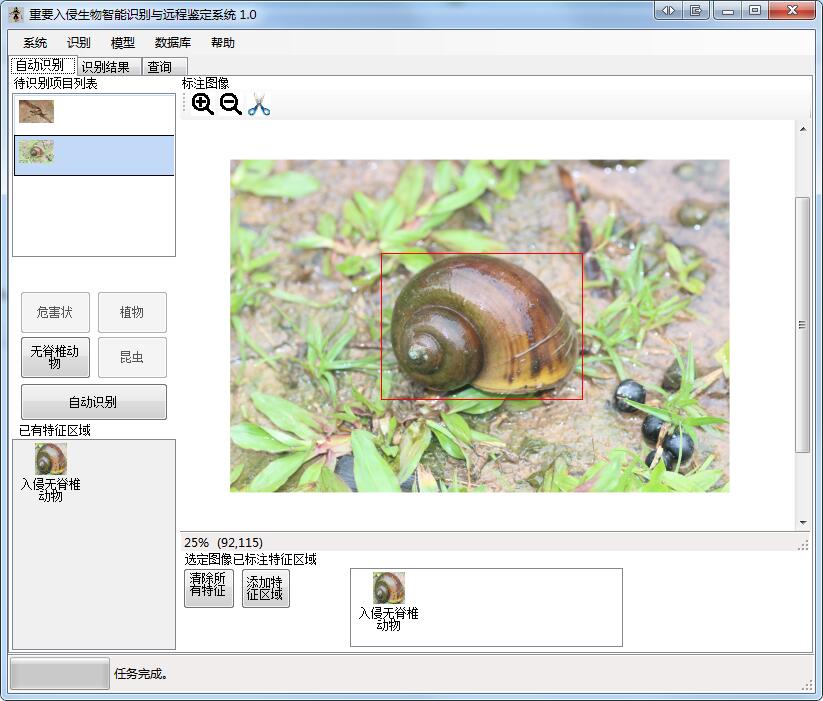 重要入侵生物智能识别与远程鉴定系统 1.0
系统 识别 模型 数据库 帮助
自动识别 识别结果 查询
待识别项目列表
标注图像
危害状 植物
无脊椎动
物
昆虫
自动识别
已有特征区域
入侵无脊椎
动物
25% (92,115)
选定图像已标注特征区域
清除所
有特征
添加特
征区域
入侵无脊椎
动物
任务完成。